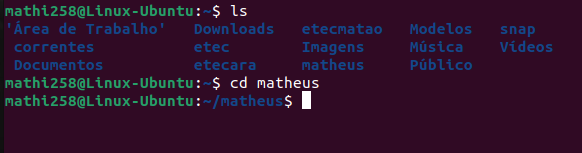 mathi258@Linux-Ubuntu:~$ ls
'Área de Trabalho'   Downloads   etecmatao   Modelos   snap
 correntes           etec        Imagens     Música    Vídeos
 Documentos          etecara     matheus     Público
mathi258@Linux-Ubuntu:~$ cd matheus
mathi258@Linux-Ubuntu:~/matheus$